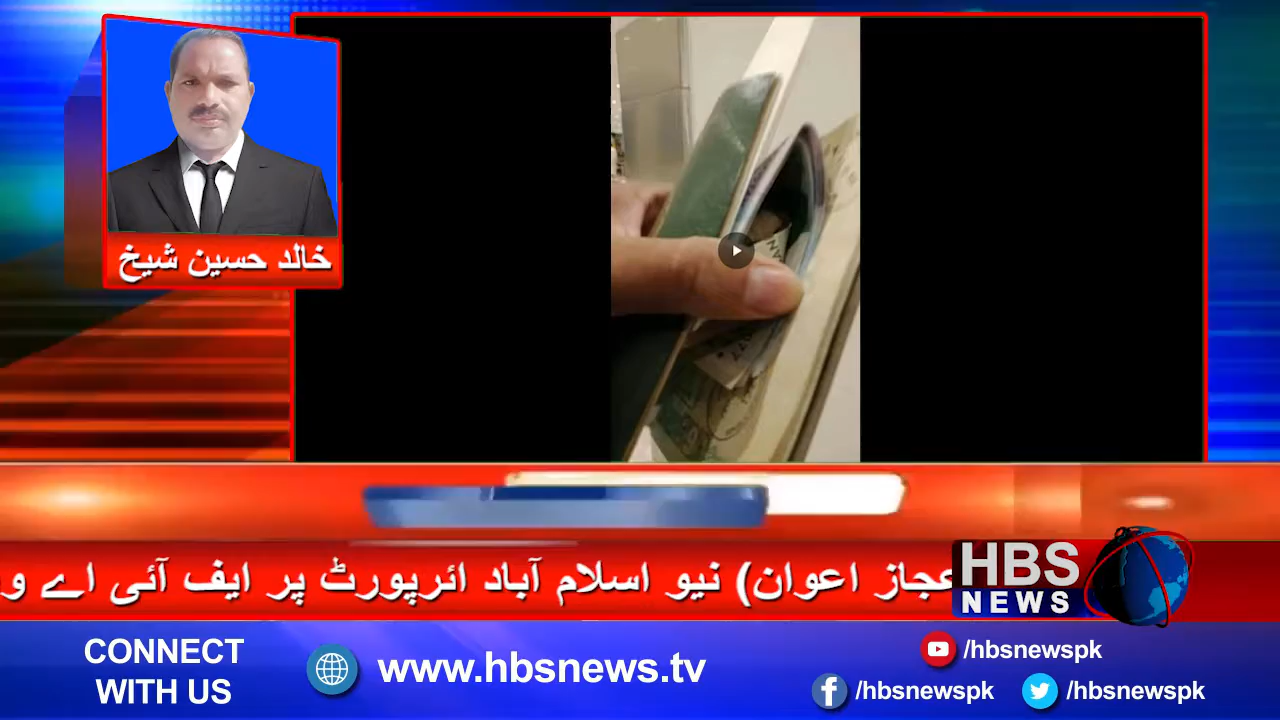 خالد حسین شیخ
عجاز اعوان) نیو اسلام آباد ائرپورٹ پر ایف آئی اے و
HBS
NEWS
CONNECT
WITH US
www.hbsnews.tv
/hbsnewspk
/hbsnewspk
/hbsnewspk